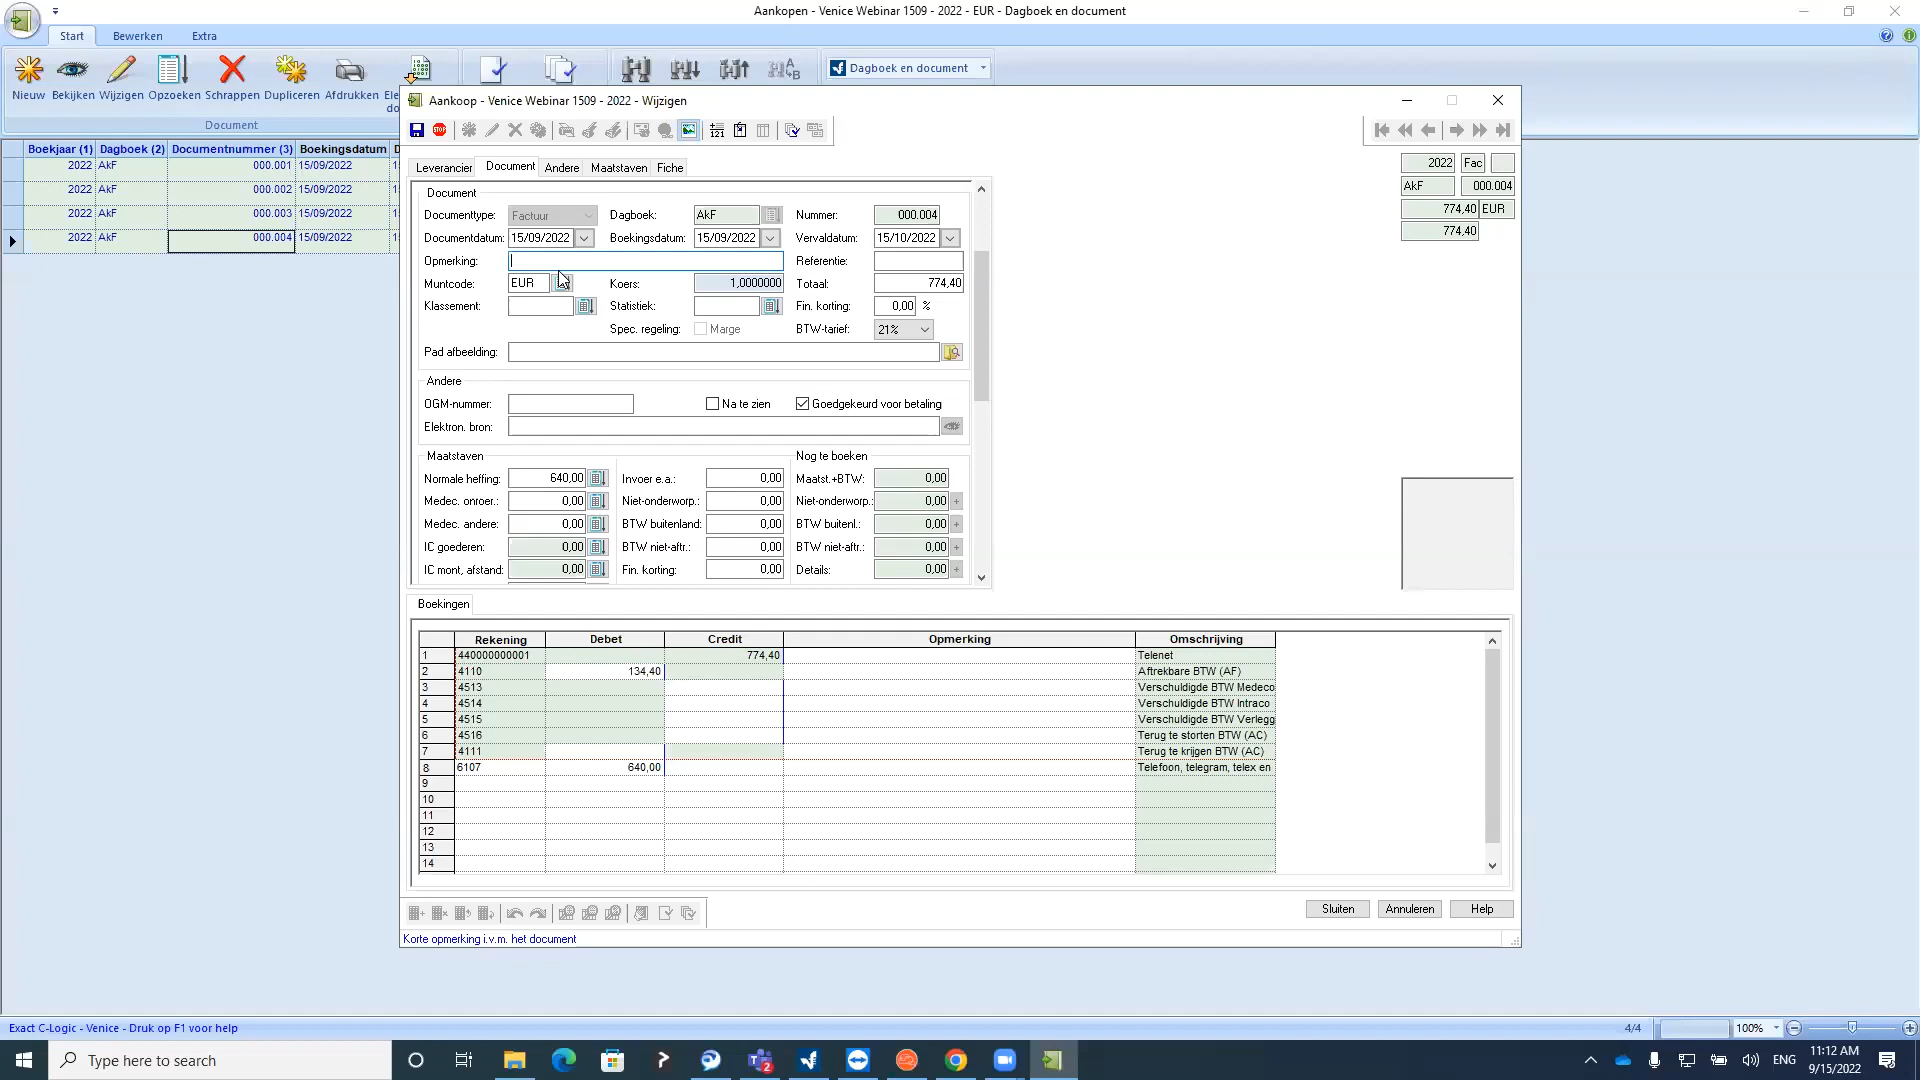 Aankopen - Venice Webinar 1509 - 2022 - EUR - Dagboek en document
Start Bewerken Extra
Nieuw Bekijken Wijzigen Opzoeken Schrappen Dupliceren Afdrukken
Dagboek en document
Document
Boekjaar (1) Dagboek (2) Documentnummer (3) Boekingsdatum
2022 AkF 000.001 15/09/2022
2022 AkF 000.002 15/09/2022
2022 AkF 000.003 15/09/2022
2022 AkF 000.004 15/09/2022
Aankoop - Venice Webinar 1509 - 2022 - Wijzigen
Leverancier Document Andere Maatstaven Fiche
2022 Fac
AkF 000.004
774,40 EUR
774,40
Document
Documenttype: Factuur Dagboek: AkF Nummer: 000.004
Documentdatum: 15/09/2022 Boekingsdatum: 15/09/2022 Vervaldatum: 15/10/2022
Opmerking: Referentie:
Muntcode: EUR Koers: 1,0000000 Totaal: 774,40
Klassement: Statistiek: Fin. korting: 0,00 %
Spec. regeling: Marge BTW-tarief: 21%
Pad afbeelding:
Andere
OGM-nummer: Na te zien Goedgekeurd voor betaling
Elektron. bron:
Maatstaven Nog te boeken
Normale heffing: 640,00 Invoer e.a.: 0,00 Maatst.+BTW: 0,00
Medec. onroer.: 0,00 Niet-onderworp.: 0,00 Niet-onderworp.: 0,00
Medec. andere: 0,00 BTW buitenland: 0,00 BTW buitenl.: 0,00
IC goederen: 0,00 BTW niet-aftr.: 0,00 BTW niet-aftr.: 0,00
IC mont, afstand: 0,00 Fin. korting: 0,00 Details: 0,00
Boekingen
Rekening Debet Credit Opmerking Omschrijving
1 440000000001 774,40 Telenet
2 4110 134,40 Aftrekbare BTW (AF)
3 4513 Verschuldigde BTW Medeco
4 4514 Verschuldigde BTW Intraco
5 4515 Verschuldigde BTW Verlegg
6 4516 Terug te storten BTW (AC)
7 4111 Terug te krijgen BTW (AC)
8 6107 640,00 Telefoon, telegram, telex en
9
10
11
12
13
14
Sluiten Annuleren Help
Korte opmerking i.v.m. het document
Exact C-Logic - Venice - Druk op F1 voor help 4/4 100%
Type here to search
ENG
11:12 AM
9/15/2022